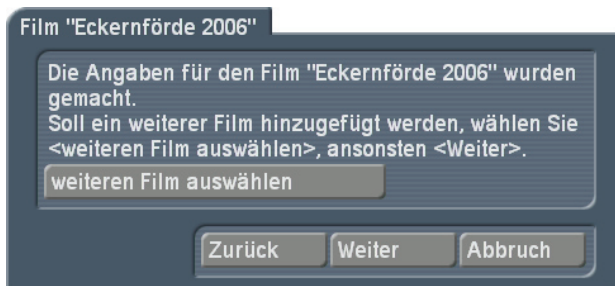 Film "Eckernförde 2006"
Die Angaben für den Film "Eckernförde 2006" wurden
gemacht.
Soll ein weiterer Film hinzugefügt werden, wählen Sie
<weiteren Film auswählen>, ansonsten <Weiter>.
weiteren Film auswählen
Zurück Weiter Abbruch